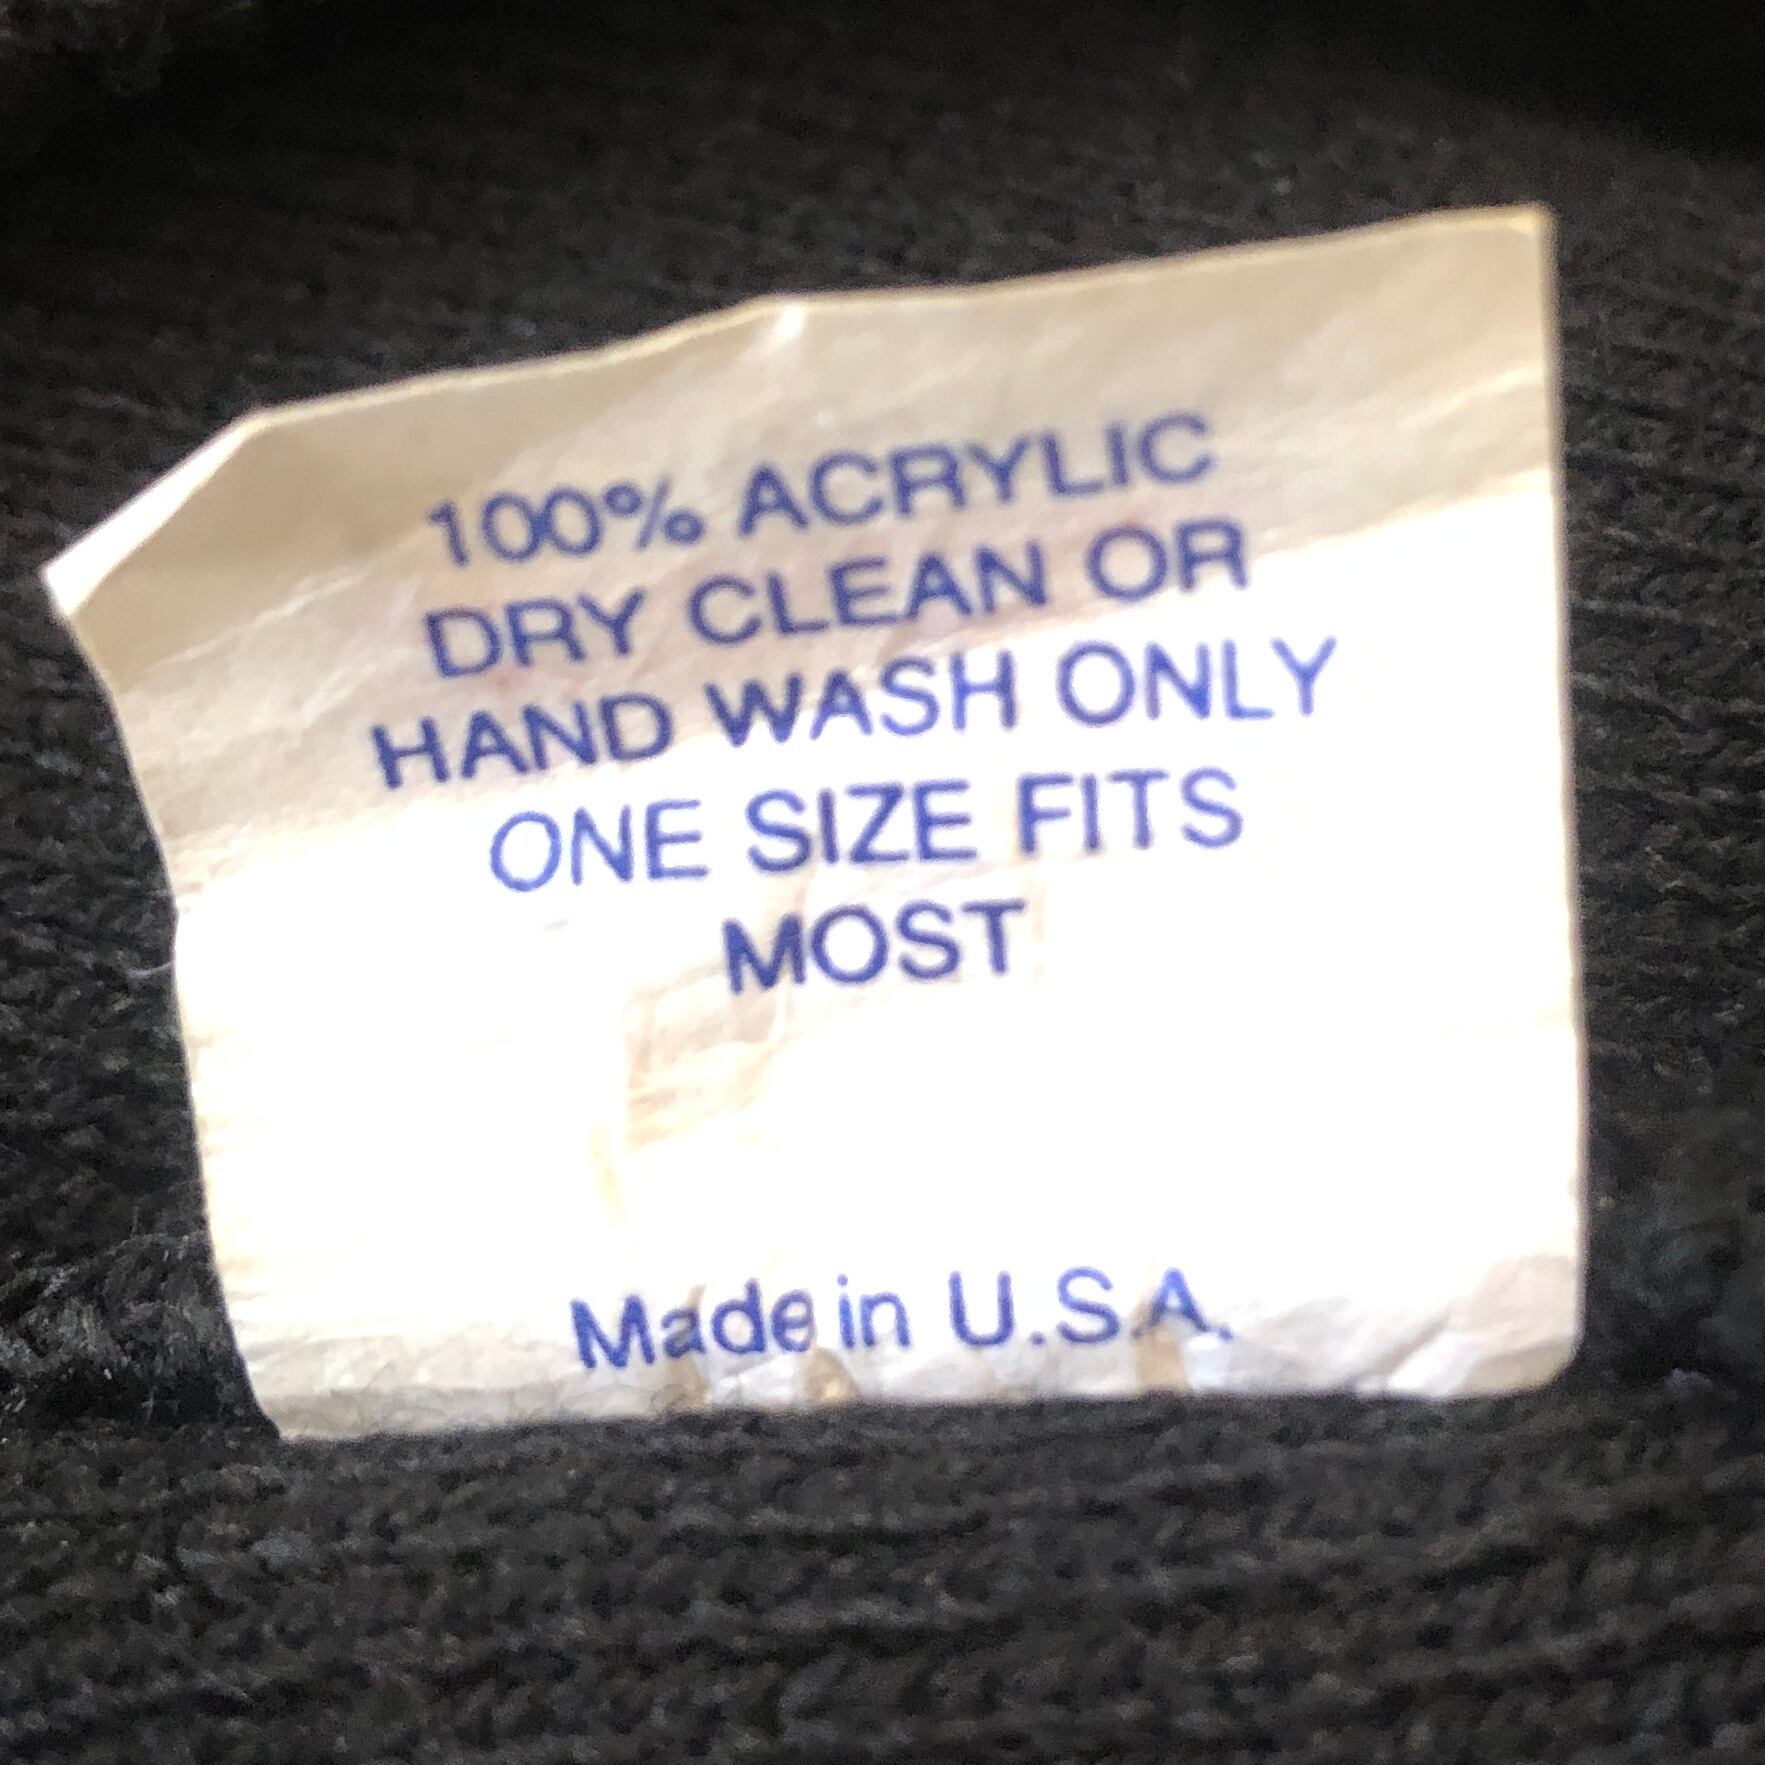 100% ACRYLIC
DRY CLEAN OR
HAND WASH ONLY
ONE SIZE FITS
MOST
Made in U.S.A.